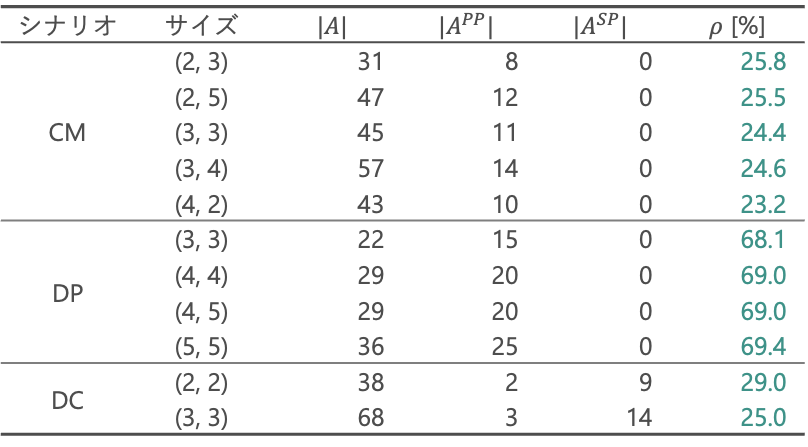 シナリオ サイズ |A| |A^{PP}| |A^{SP}| ρ [%]
(2, 3) 31 8 0 25.8
(2, 5) 47 12 0 25.5
CM (3, 3) 45 11 0 24.4
(3, 4) 57 14 0 24.6
(4, 2) 43 10 0 23.2
(3, 3) 22 15 0 68.1
DP (4, 4) 29 20 0 69.0
(4, 5) 29 20 0 69.0
(5, 5) 36 25 0 69.4
DC (2, 2) 38 2 9 29.0
(3, 3) 68 3 14 25.0